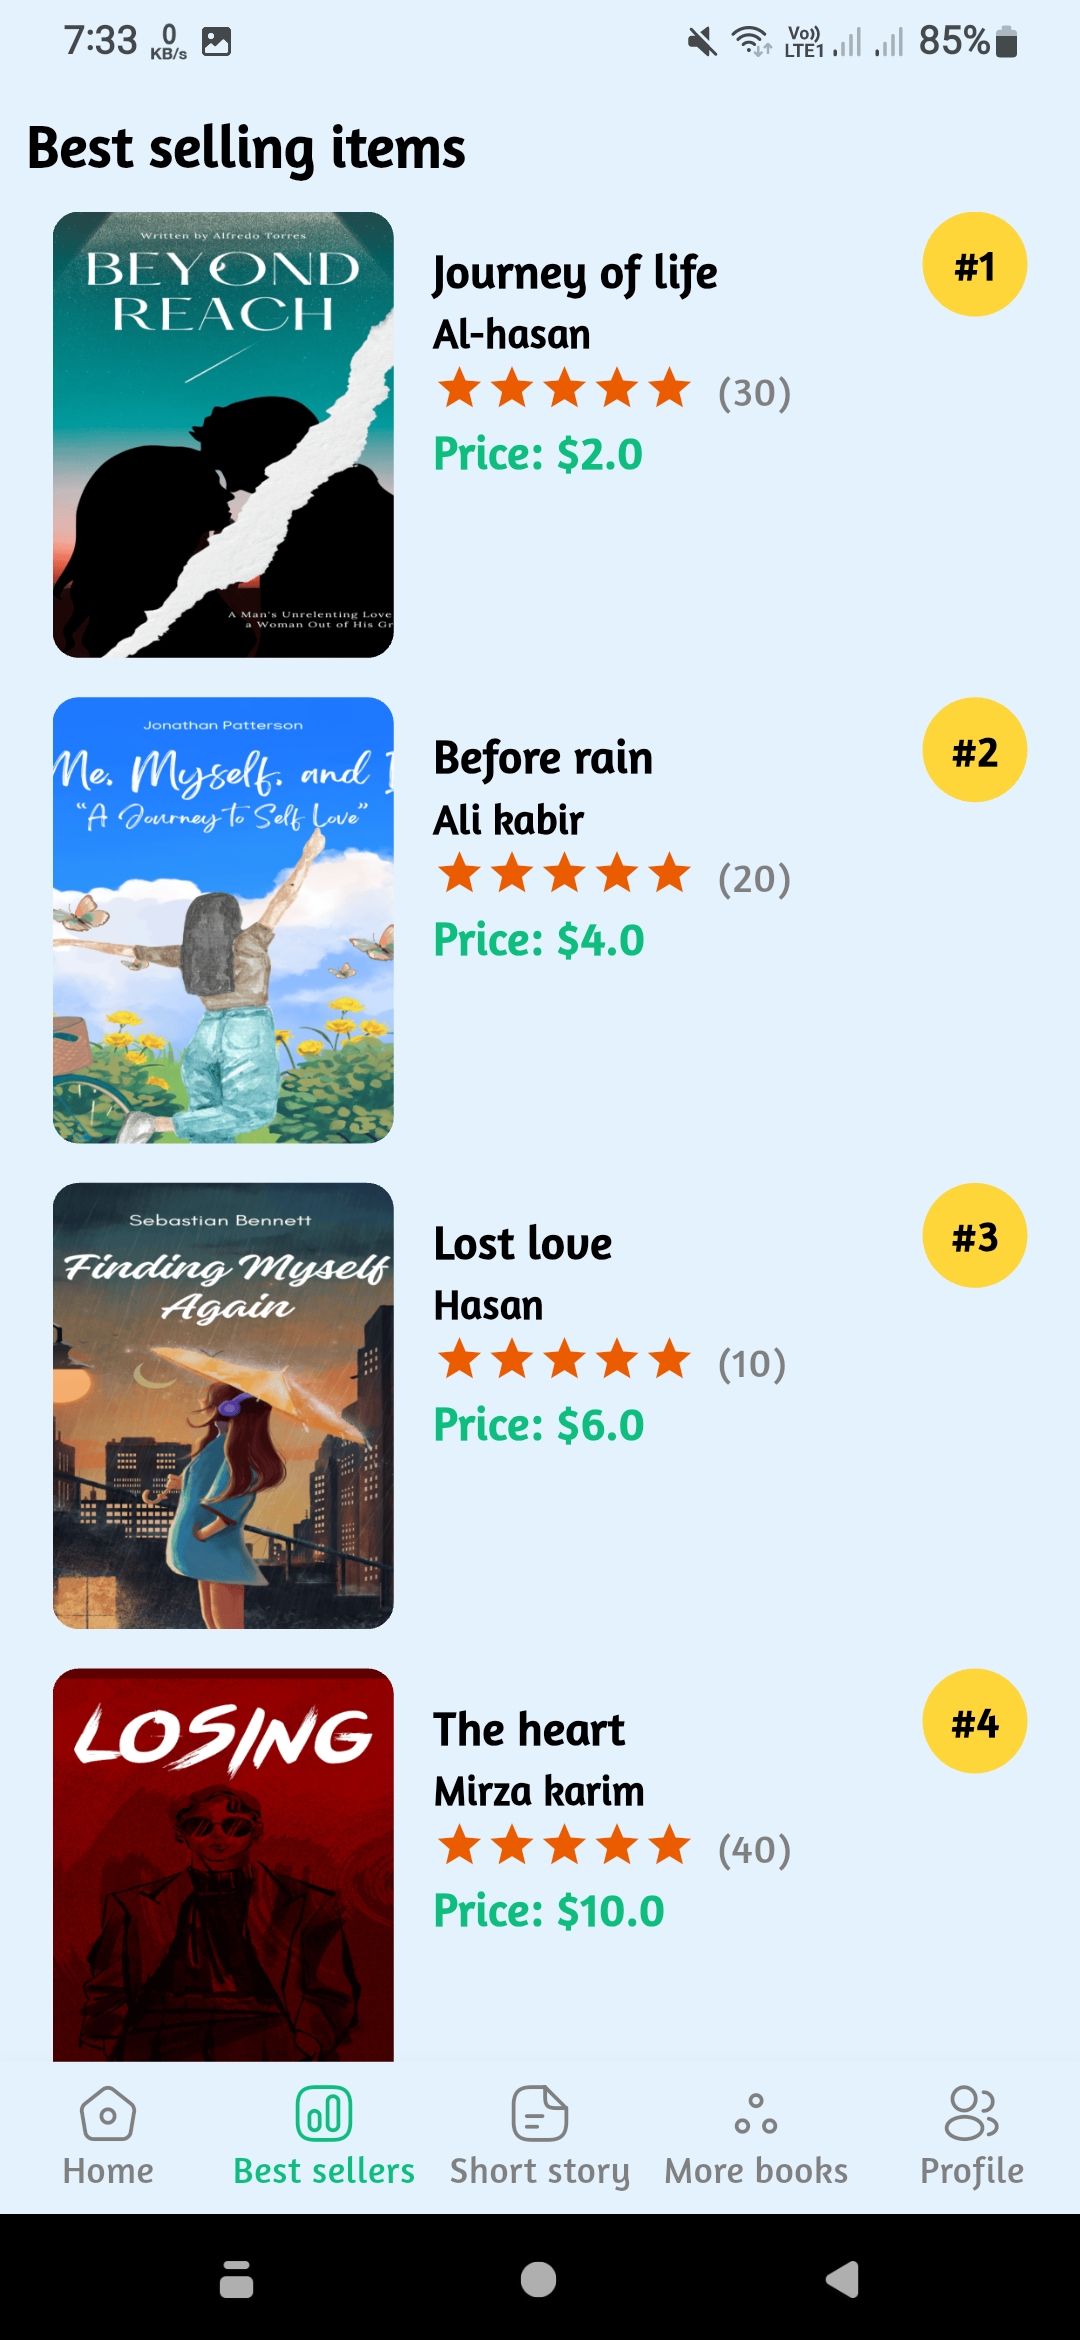 7:33 0 KB/s Vo)) LTE1 85%
Best selling items
Written by Alfredo Torres
BEYOND
REACH
A Man's Unrelenting Love
a Woman Out of His Gr
Journey of life
#1
Al-hasan
(30)
Price: $2.0
Jonathan Patterson
Me, Myself, and I
“A Journey to Self Love”
Before rain
#2
Ali kabir
(20)
Price: $4.0
Sebastian Bennett
Finding Myself
Again
Lost love
#3
Hasan
(10)
Price: $6.0
LOSING
The heart
#4
Mirza karim
(40)
Price: $10.0
Home Best sellers Short story More books Profile